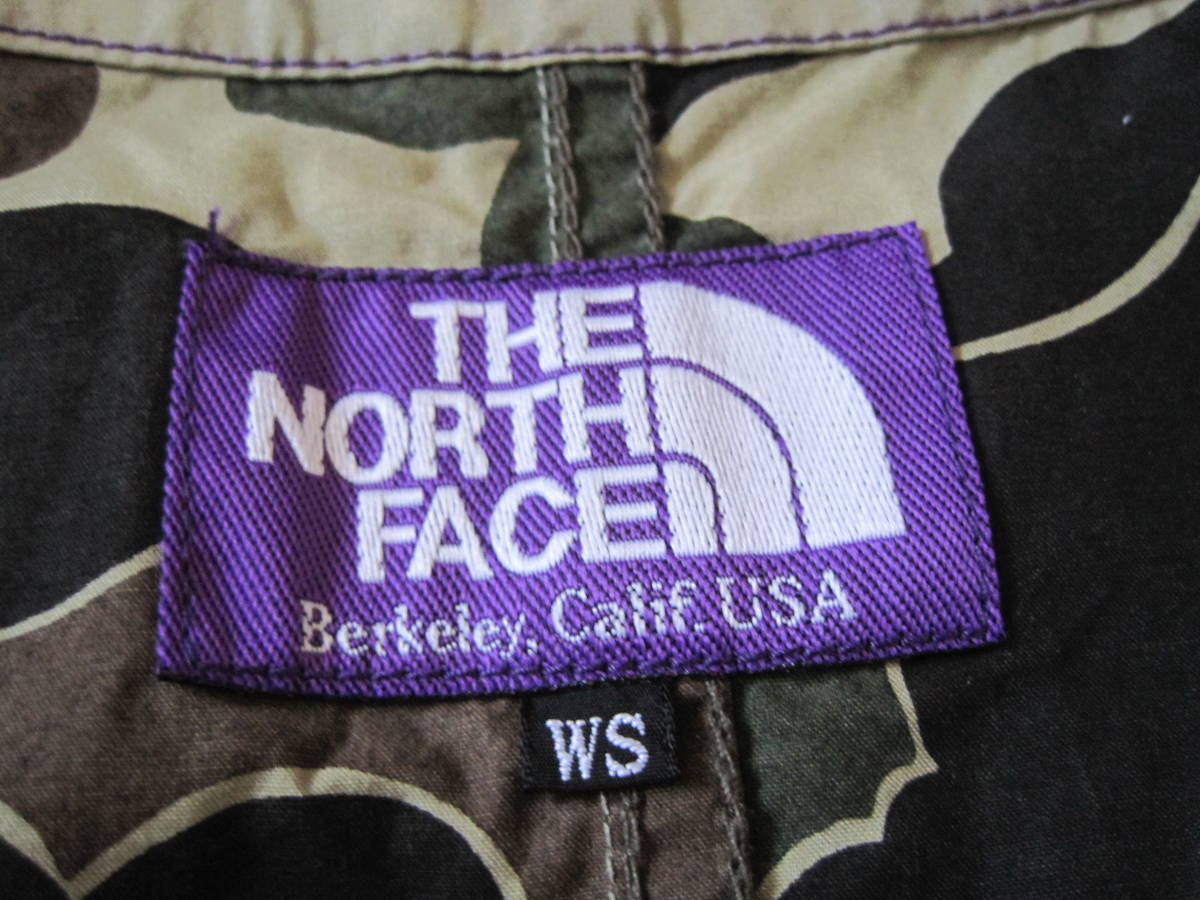 THE
NORTH
FACE
Berkeley, Calif. USA
WS